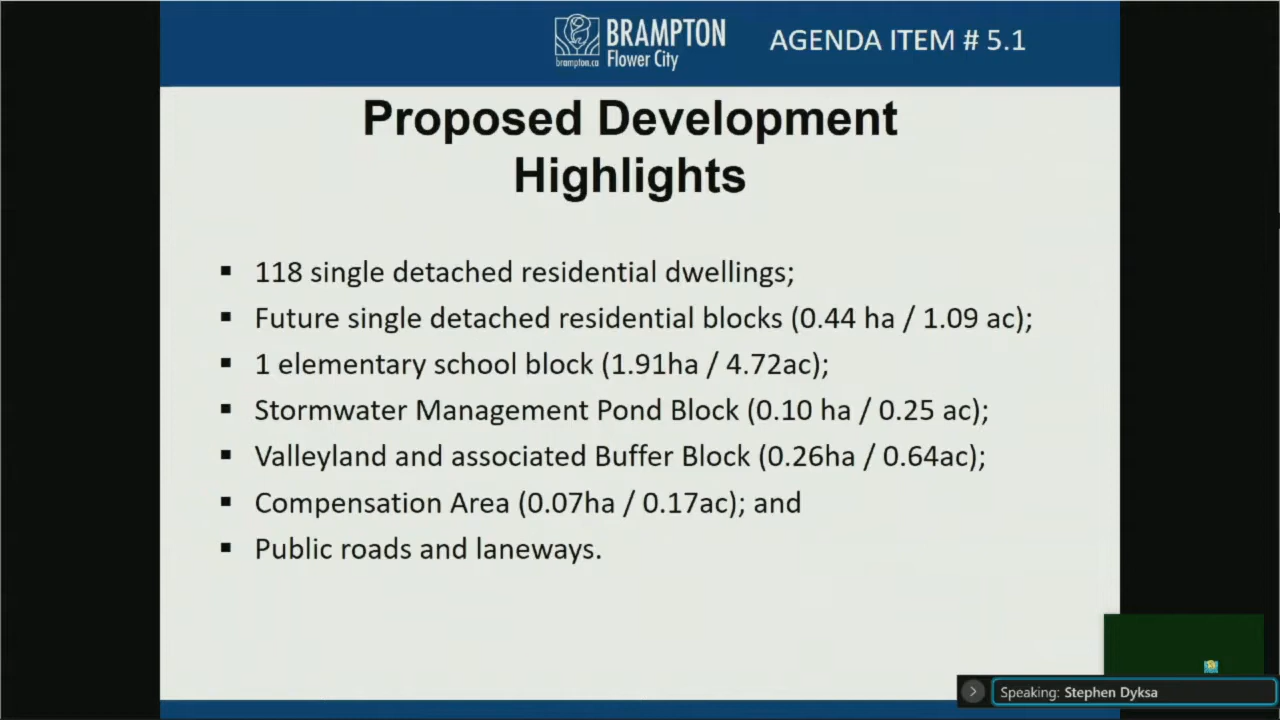 BRAMPTON
brampton.ca
Flower City
AGENDA ITEM # 5.1
Proposed Development
Highlights
▪ 118 single detached residential dwellings;
▪ Future single detached residential blocks (0.44 ha / 1.09 ac);
▪ 1 elementary school block (1.91ha / 4.72ac);
▪ Stormwater Management Pond Block (0.10 ha / 0.25 ac);
▪ Valleyland and associated Buffer Block (0.26ha / 0.64ac);
▪ Compensation Area (0.07ha / 0.17ac); and
▪ Public roads and laneways.
Speaking: Stephen Dyksa